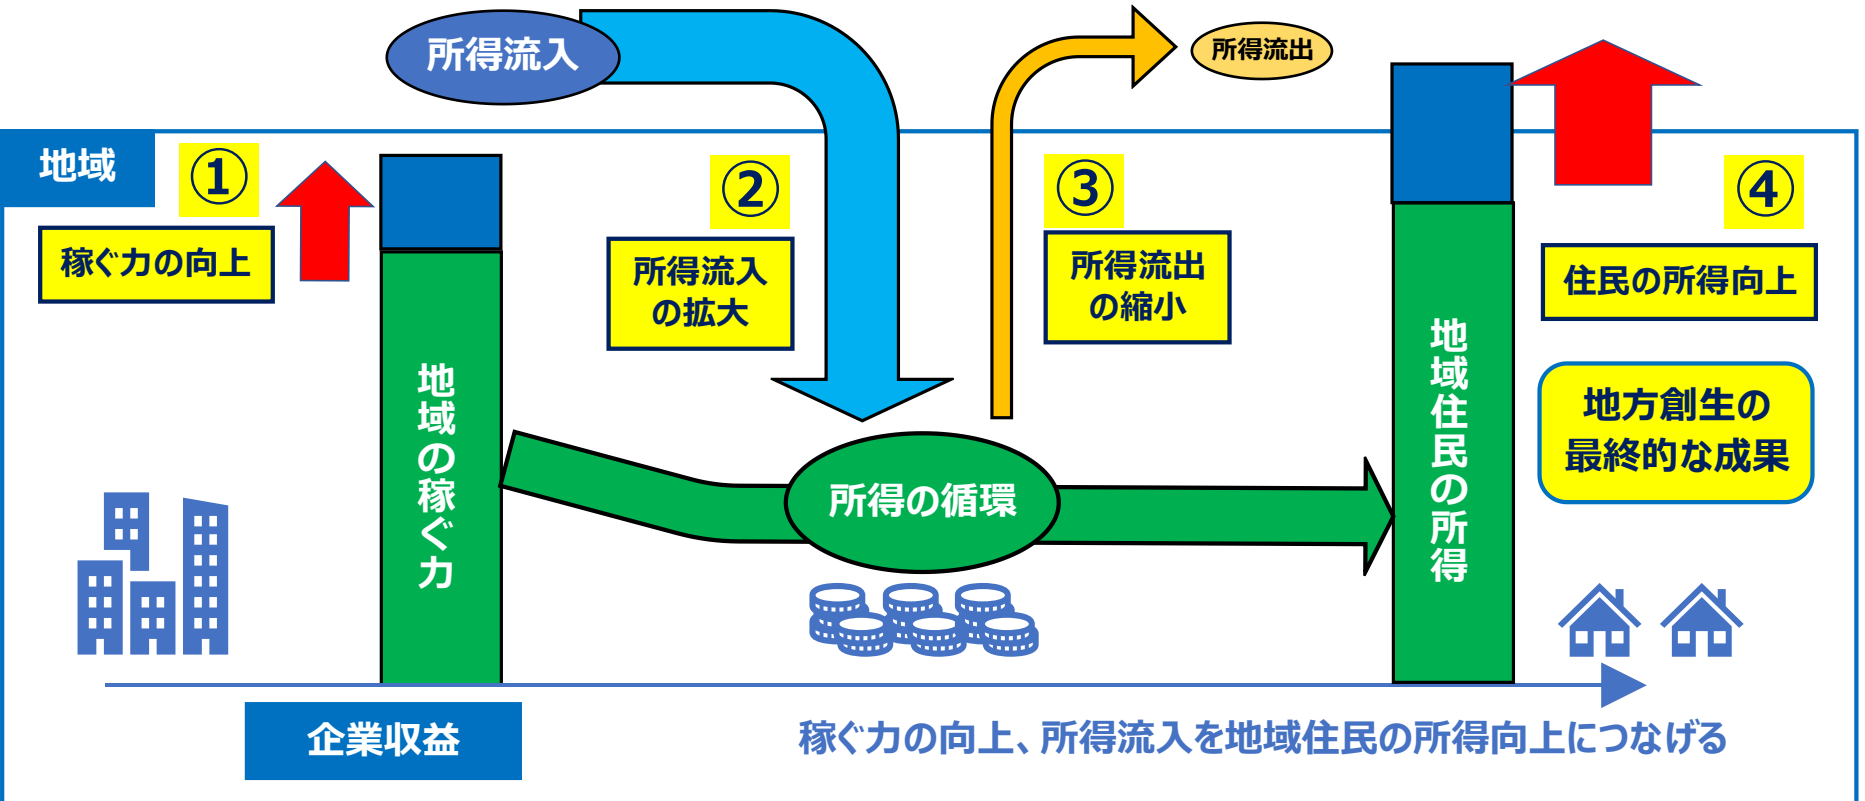 所得流入
所得流出
地域
①
稼ぐ力の向上
②
所得流入
の拡大
③
所得流出
の縮小
④
住民の所得向上
地方創生の
最終的な成果
地域の稼ぐ力
所得の循環
地域住民の所得
企業収益
稼ぐ力の向上、所得流入を地域住民の所得向上につなげる